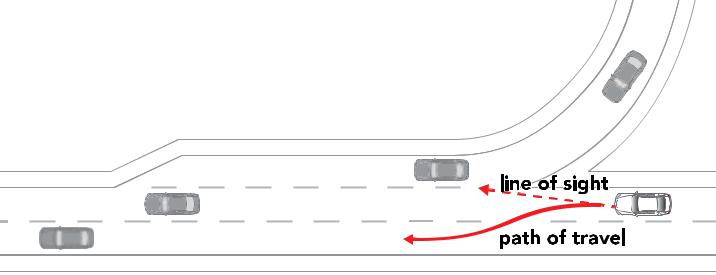 line of sight
path of travel